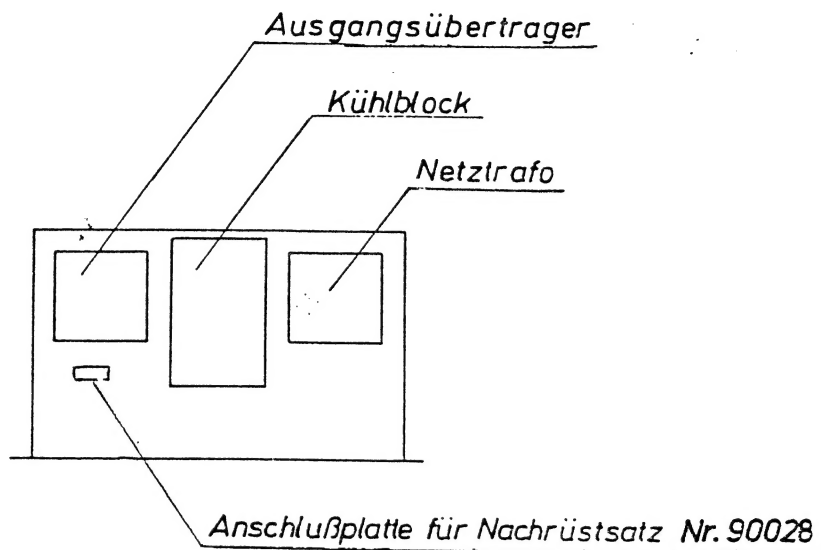 Ausgangsübertrager
Kühlblock
Netztrafo
Anschlußplatte für Nachrüstsatz Nr. 90028